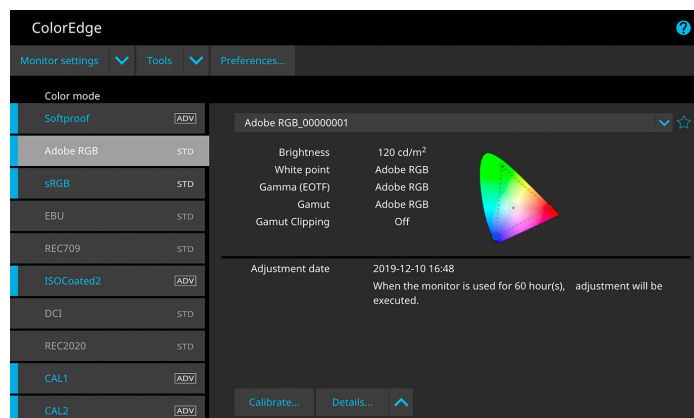 ColorEdge
?
Monitor settings Tools Preferences...
Color mode
Softproof ADV
Adobe RGB STD
sRGB STD
EBU STD
REC709 STD
ISOCoated2 ADV
DCI STD
REC2020 STD
CAL1 ADV
CAL2 ADV
Adobe RGB_00000001
Brightness 120 cd/m²
White point Adobe RGB
Gamma (EOTF) Adobe RGB
Gamut Adobe RGB
Gamut Clipping Off
Adjustment date 2019-12-10 16:48
When the monitor is used for 60 hour(s), adjustment will be
executed.
Calibrate... Details...